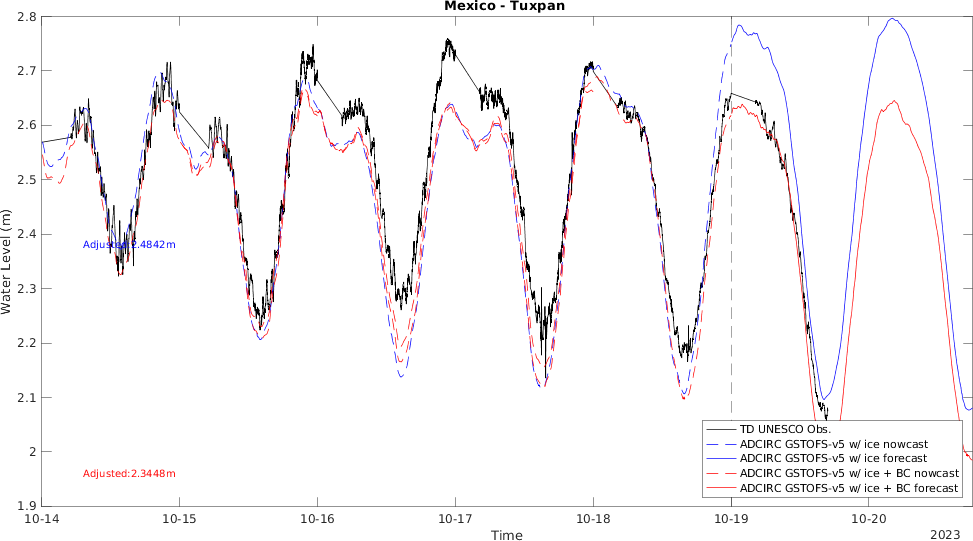 Mexico - Tuxpan
2.8
2.7
2.6
2.5
2.4
2.3
2.2
2.1
2
1.9
Water Level (m)
Adjusted:2.4842m
Adjusted:2.3448m
TD UNESCO Obs.
ADCIRC GSTOFS-v5 w/ ice nowcast
ADCIRC GSTOFS-v5 w/ ice forecast
ADCIRC GSTOFS-v5 w/ ice + BC nowcast
ADCIRC GSTOFS-v5 w/ ice + BC forecast
10-14 10-15 10-16 10-17 10-18 10-19 10-20
Time
2023